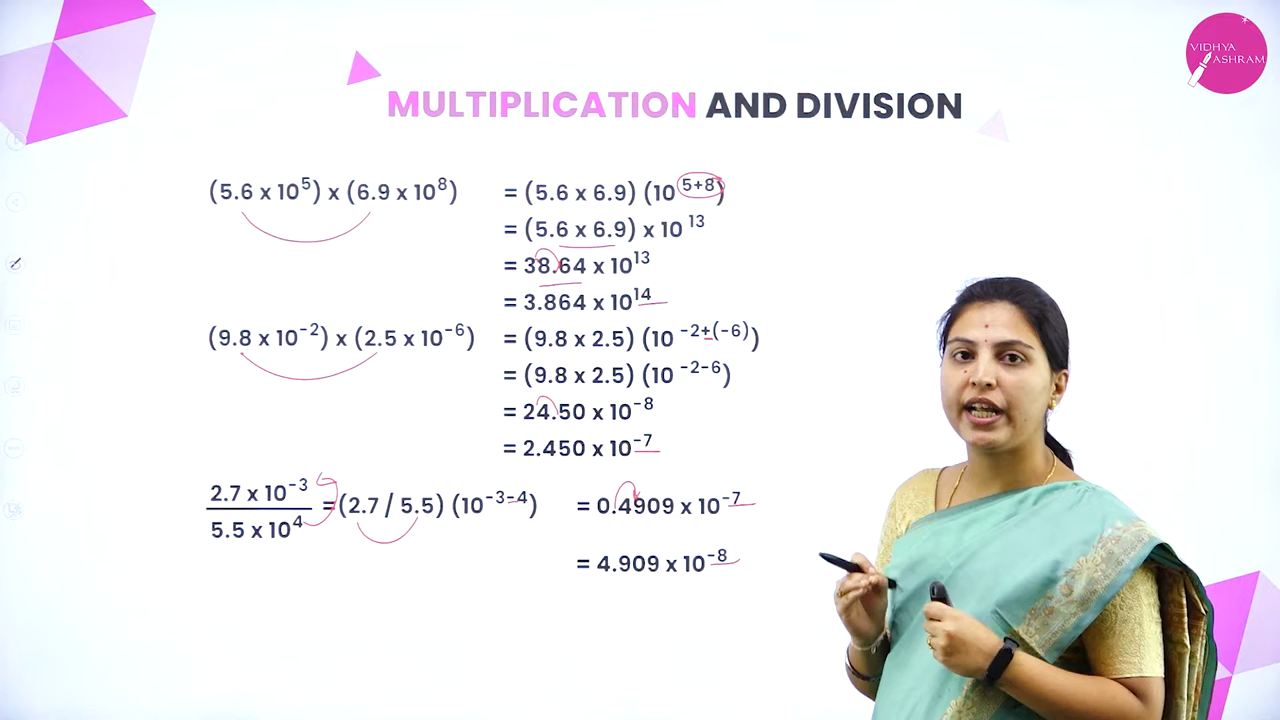 VIDHYA
ASHRAM
MULTIPLICATION AND DIVISION
(5.6 x 10⁵) x (6.9 x 10⁸) = (5.6 x 6.9) (10 ⁵⁺⁸)
= (5.6 x 6.9) x 10 ¹³
= 38.64 x 10¹³
= 3.864 x 10¹⁴
(9.8 x 10⁻²) x (2.5 x 10⁻⁶) = (9.8 x 2.5) (10 ⁻²⁺⁽⁻⁶⁾)
= (9.8 x 2.5) (10 ⁻²⁻⁶)
= 24.50 x 10⁻⁸
= 2.450 x 10⁻⁷
2.7 x 10⁻³
5.5 x 10⁴
= (2.7 / 5.5) (10⁻³⁻⁴) = 0.4909 x 10⁻⁷
= 4.909 x 10⁻⁸